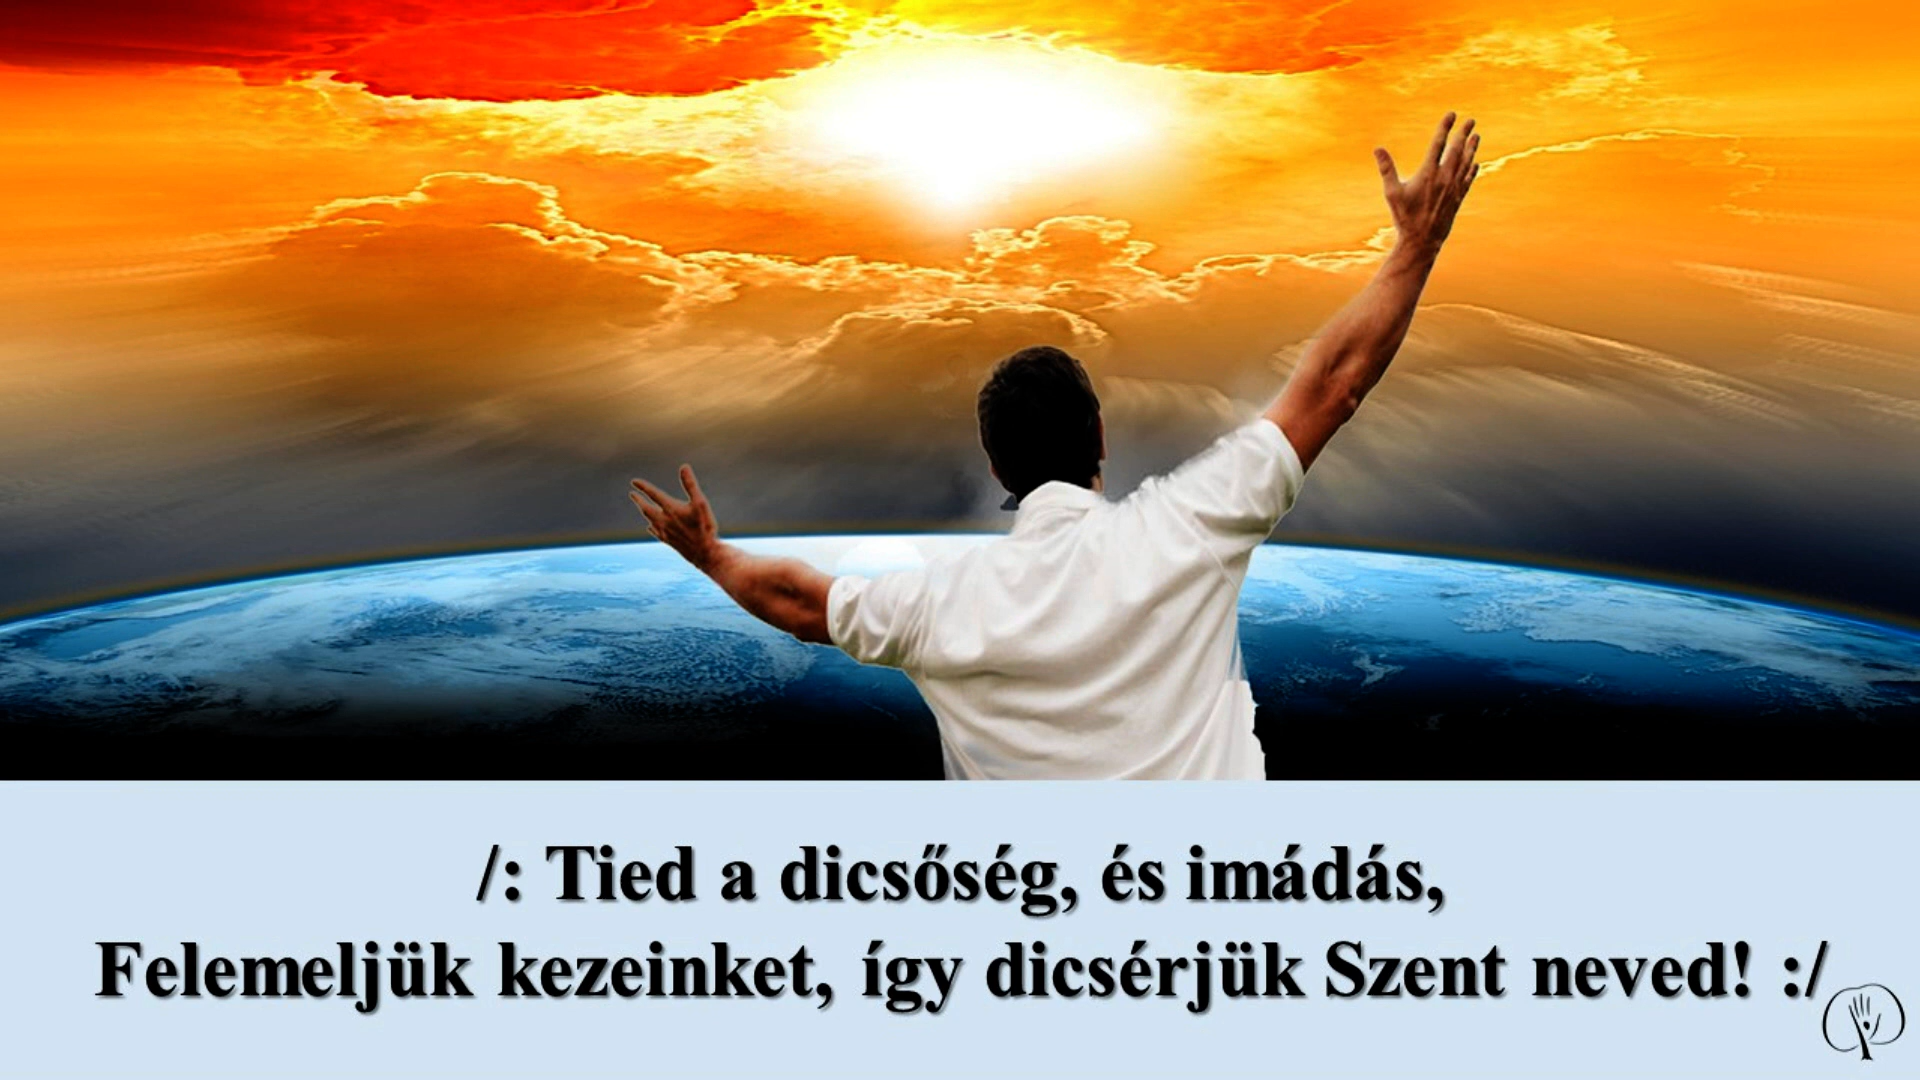 /: Tied a dicsőség, és imádás,
Felemeljük kezeinket, így dicsérjük Szent neved! :/